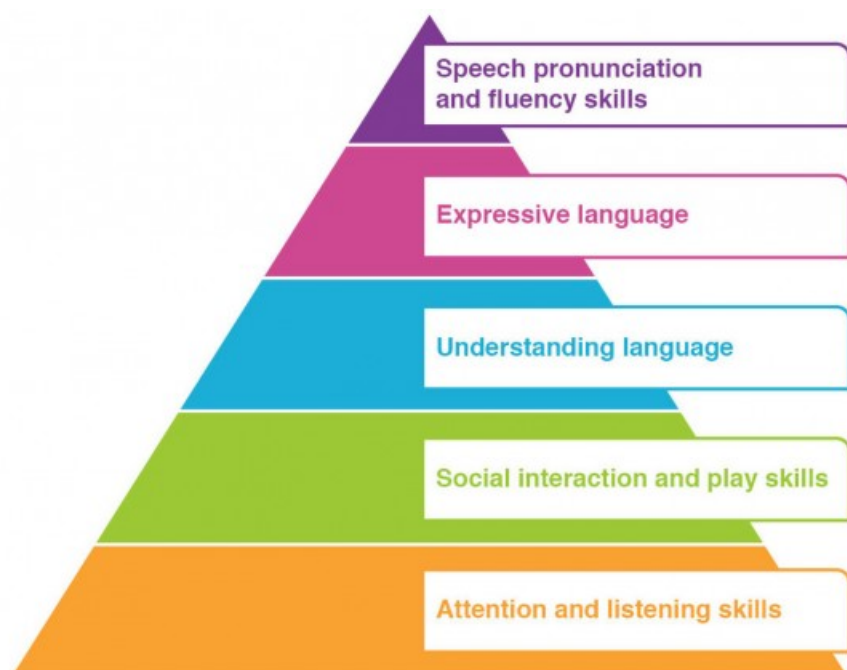 Speech pronunciation
and fluency skills
Expressive language
Understanding language
Social interaction and play skills
Attention and listening skills